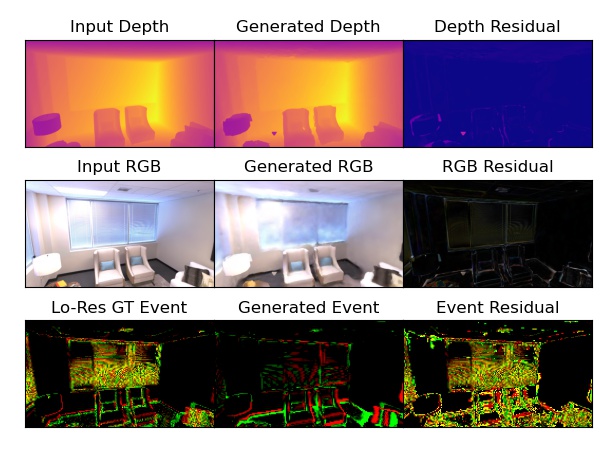 Input Depth Generated Depth Depth Residual
Input RGB Generated RGB RGB Residual
Lo-Res GT Event Generated Event Event Residual